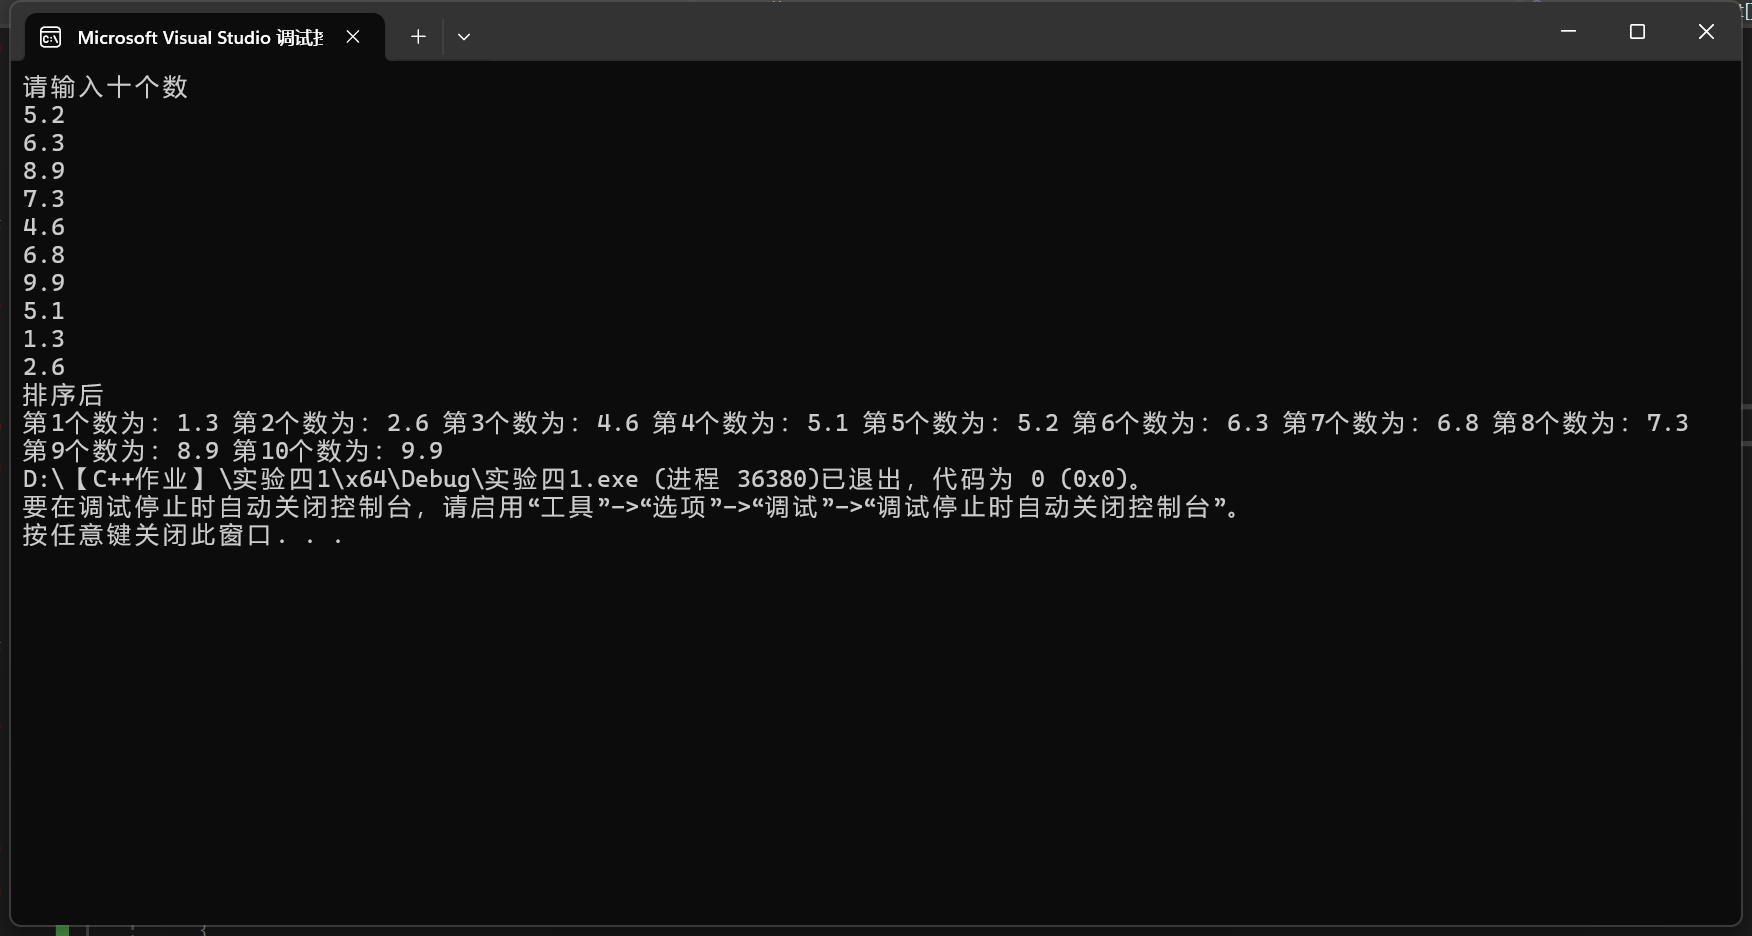 Microsoft Visual Studio 调试
请输入十个数
5.2
6.3
8.9
7.3
4.6
6.8
9.9
5.1
1.3
2.6
排序后
第1个数为：1.3 第2个数为：2.6 第3个数为：4.6 第4个数为：5.1 第5个数为：5.2 第6个数为：6.3 第7个数为：6.8 第8个数为：7.3
第9个数为：8.9 第10个数为：9.9
D:\【C++作业】\实验四1\x64\Debug\实验四1.exe (进程 36380)已退出，代码为 0 (0x0)。
要在调试停止时自动关闭控制台，请启用“工具”->“选项”->“调试”->“调试停止时自动关闭控制台”。
按任意键关闭此窗口. . .
{